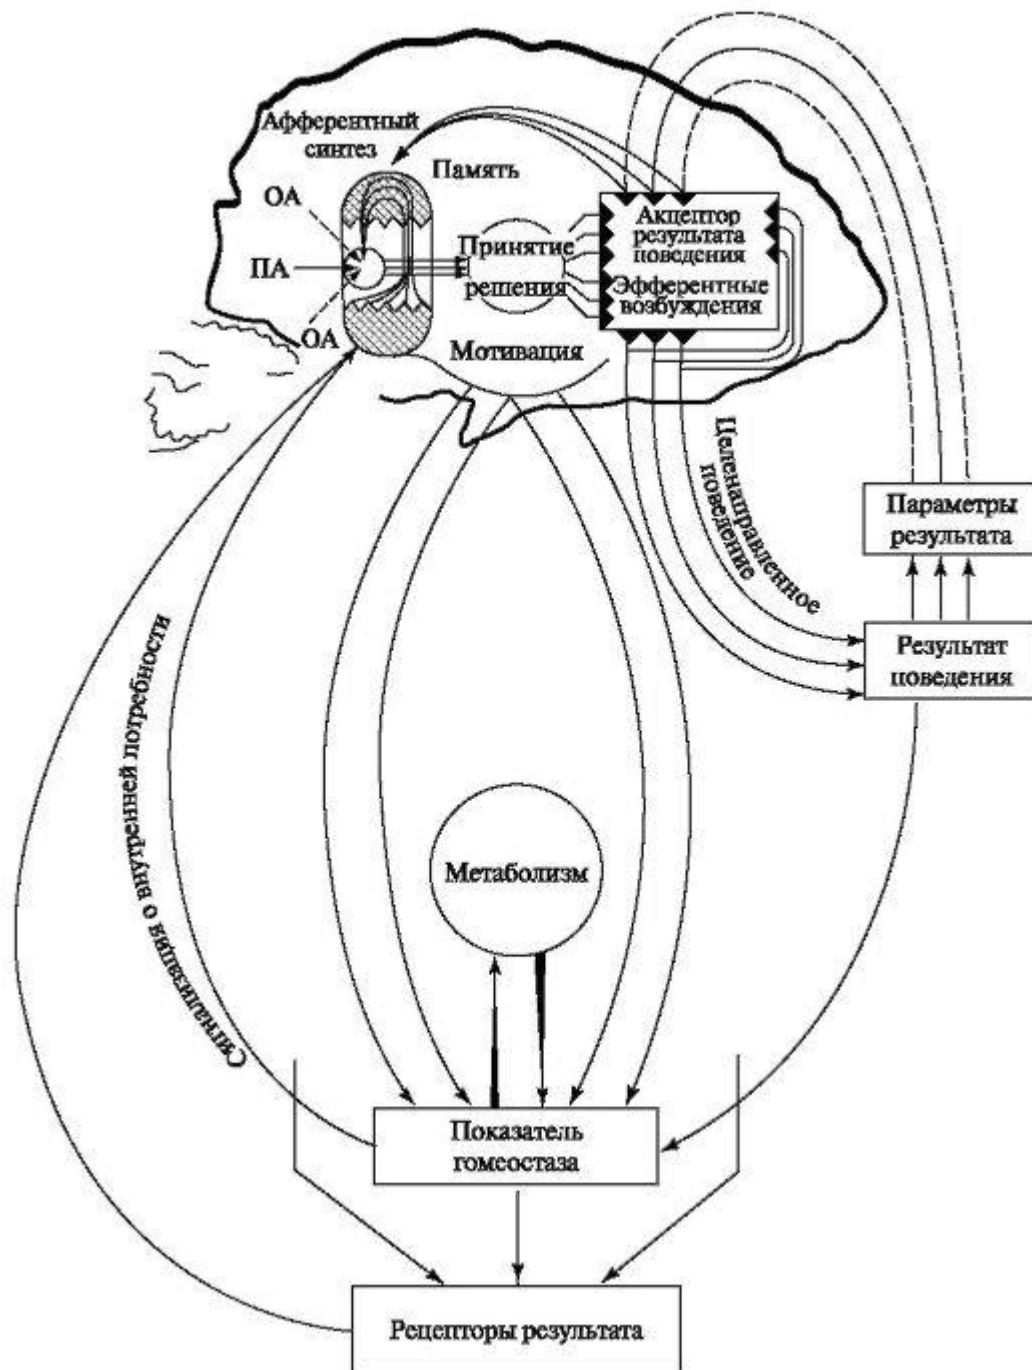 Афферентный
синтез
Память
ОА
ПА
ОА
Принятие
решения
Акцептор
результата
поведения
Эфферентные
возбуждения
Мотивация
Целенаправленное
поведение
Параметры
результата
Результат
поведения
Сигнализация о внутренней потребности
Метаболизм
Показатель
гомеостаза
Рецепторы результата